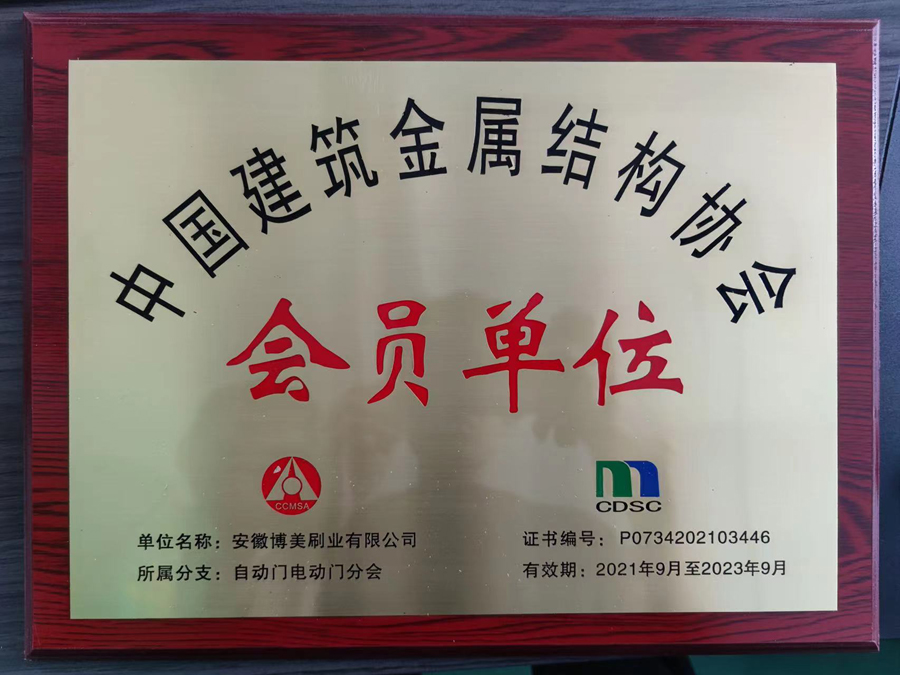 中国建筑金属结构协会
会员单位
CCMSA
CDSC
单位名称：安徽博美刷业有限公司
证书编号：P0734202103446
所属分支：自动门电动门分会
有效期：2021年9月至2023年9月